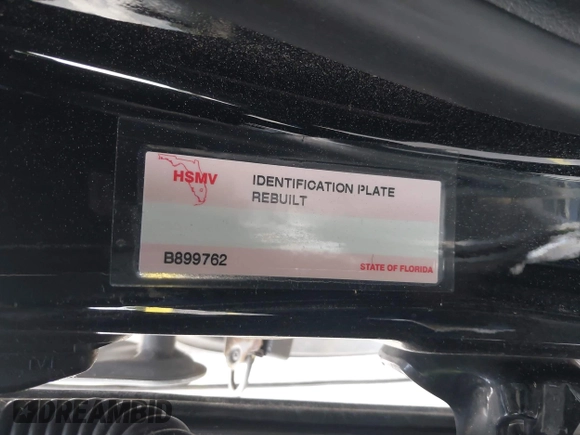 HSMV
IDENTIFICATION PLATE
REBUILT
B899762
STATE OF FLORIDA
DREAMBID